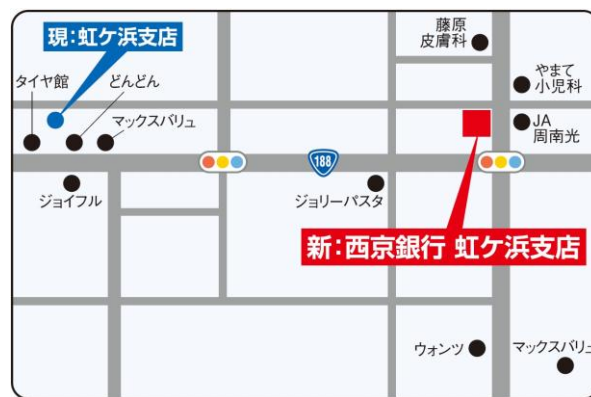 藤原
皮膚科
現:虹ケ浜支店
やまて
小児科
タイヤ館
どんどん
マックスバリュ
JA
周南光
188
ジョイフル
ジョリーパスタ
新:西京銀行 虹ケ浜支店
ウォンツ
マックスバリュ